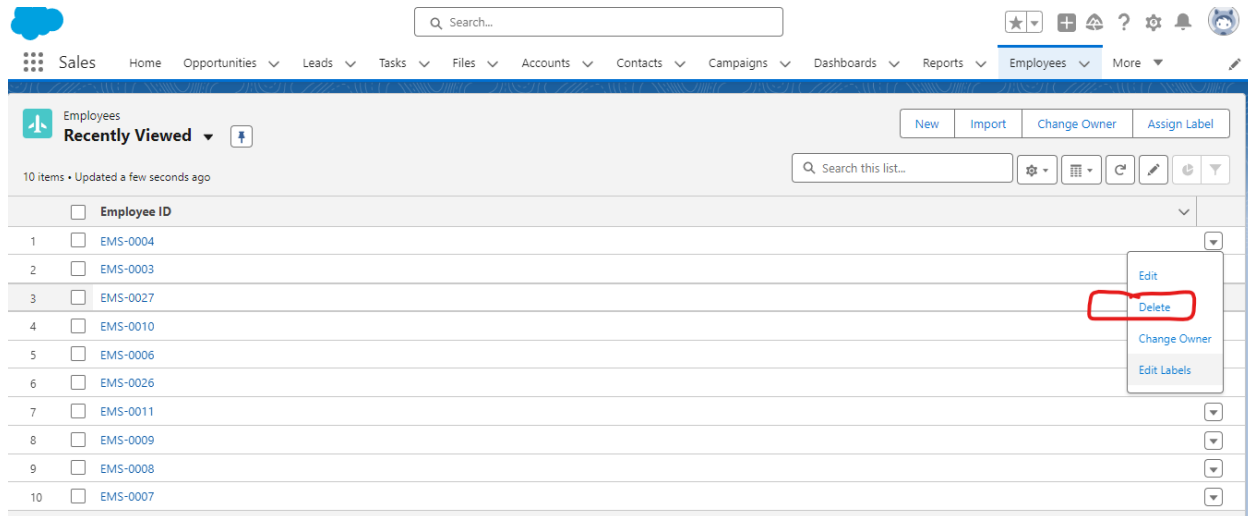 Search...
Sales Home Opportunities Leads Tasks Files Accounts Contacts Campaigns Dashboards Reports Employees More
Employees
Recently Viewed
New Import Change Owner Assign Label
10 items • Updated a few seconds ago
Search this list...
Employee ID
1 EMS-0004
2 EMS-0003
Edit
3 EMS-0027
Delete
4 EMS-0010
Change Owner
5 EMS-0006
Edit Labels
6 EMS-0026
7 EMS-0011
8 EMS-0009
9 EMS-0008
10 EMS-0007